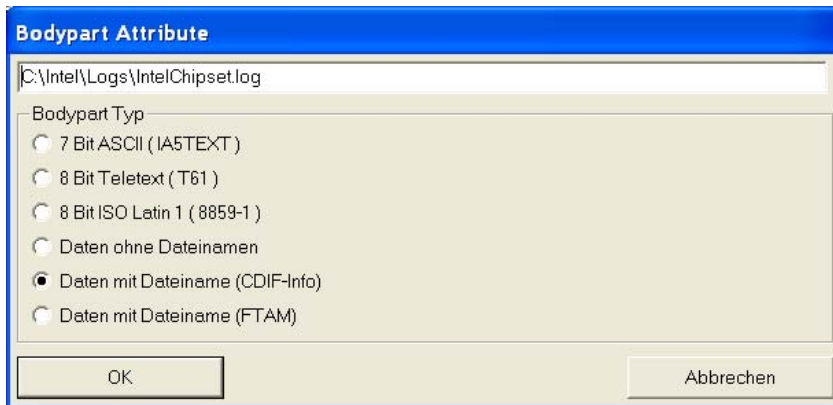 Bodypart Attribute
C:\Intel\Logs\IntelChipset.log
Bodypart Typ
7 Bit ASCII ( IA5TEXT )
8 Bit Teletext ( T61 )
8 Bit ISO Latin 1 ( 8859-1 )
Daten ohne Dateinamen
Daten mit Dateiname (CDIF-Info)
Daten mit Dateiname (FTAM)
OK
Abbrechen